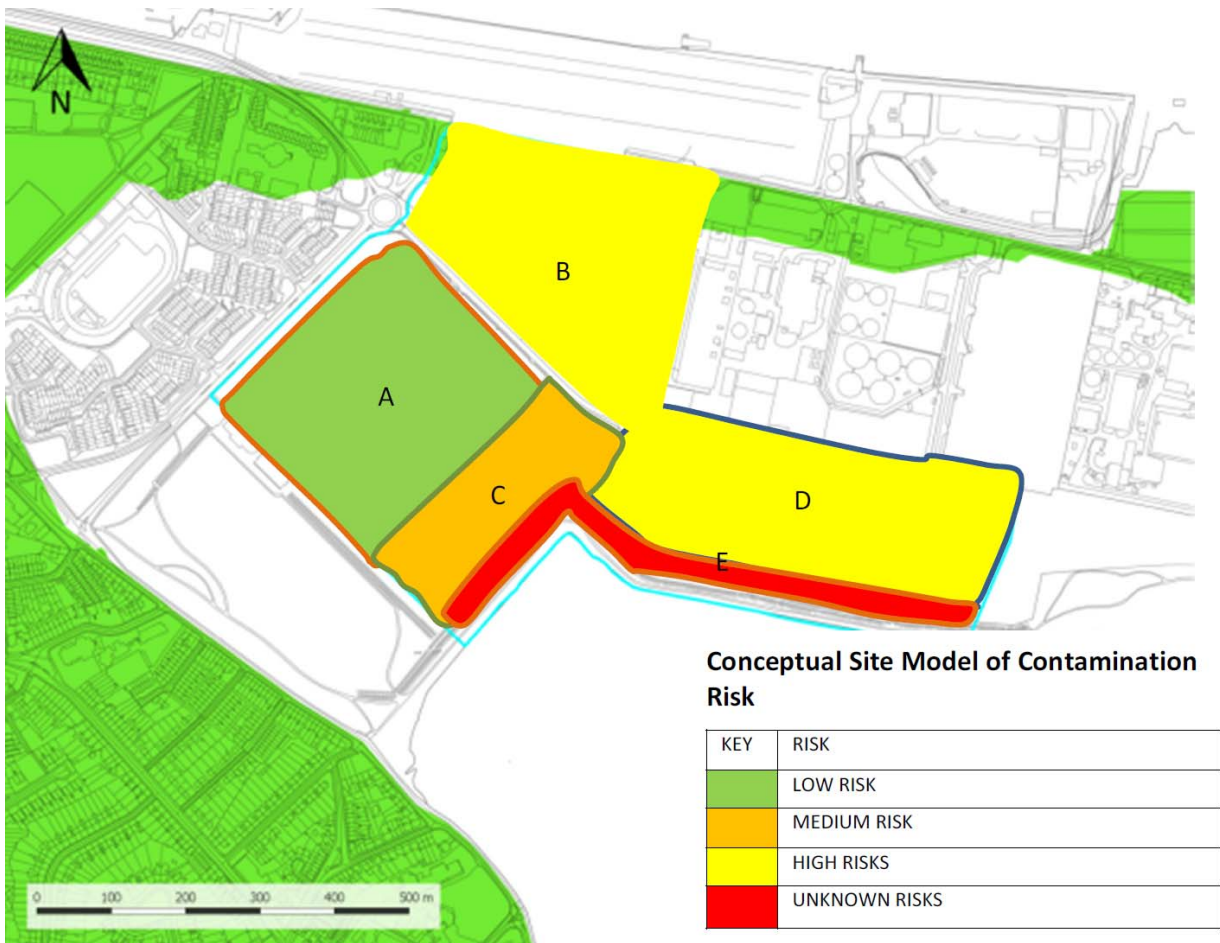 N
B
A
C
D
E
Conceptual Site Model of Contamination
Risk
KEY RISK
LOW RISK
MEDIUM RISK
HIGH RISKS
UNKNOWN RISKS
0 100 200 300 400 500 m